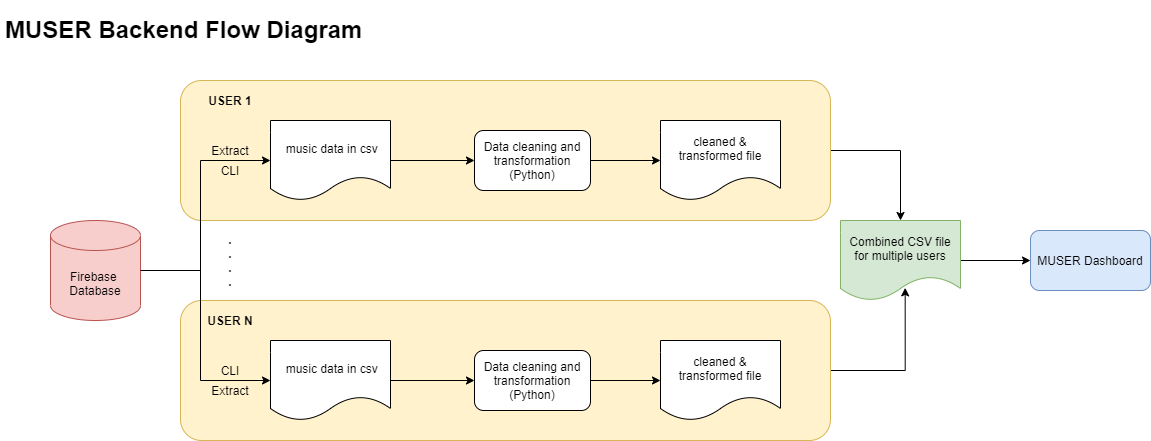 MUSER Backend Flow Diagram
USER 1
Extract
CLI
music data in csv
Data cleaning and
transformation
(Python)
cleaned &
transformed file
Firebase
Database
.
.
.
.
Combined CSV file
for multiple users
MUSER Dashboard
USER N
CLI
Extract
music data in csv
Data cleaning and
transformation
(Python)
cleaned &
transformed file